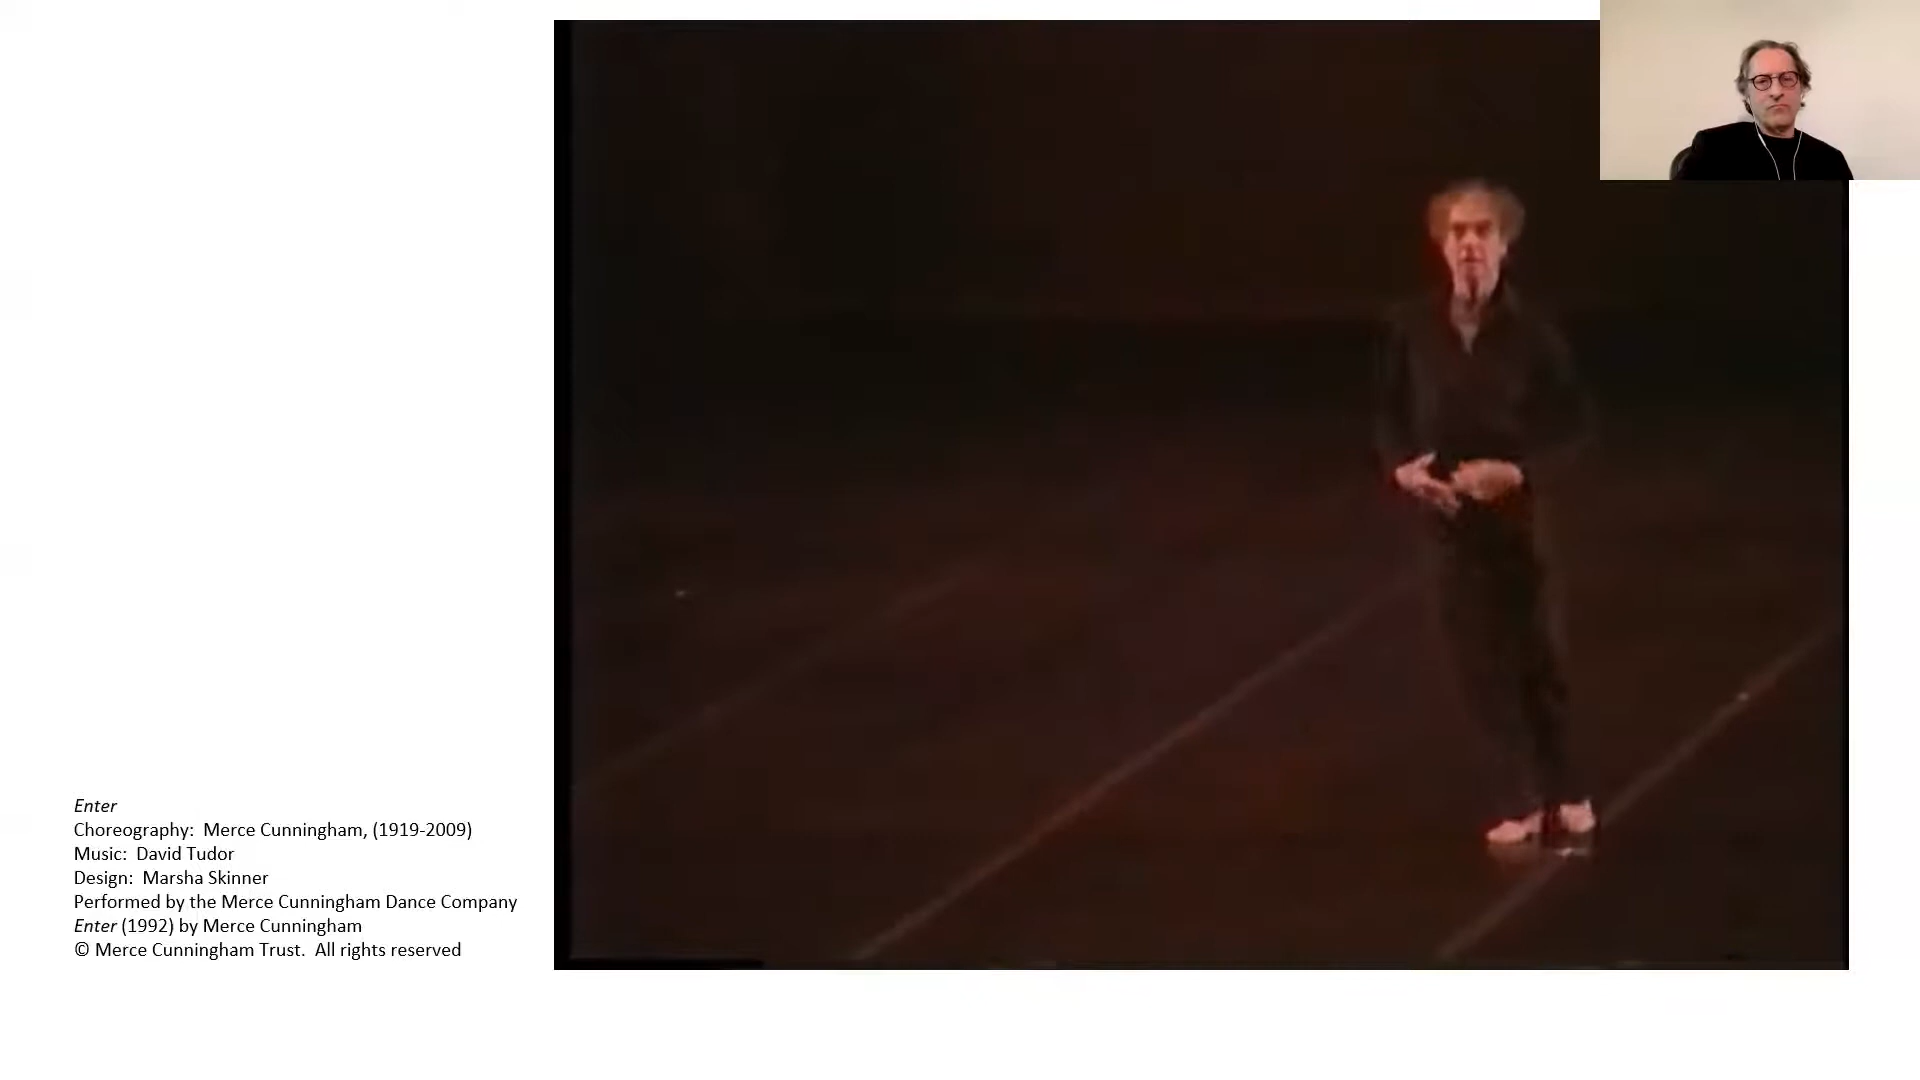 Enter
Choreography:  Merce Cunningham, (1919-2009)
Music:  David Tudor
Design:  Marsha Skinner
Performed by the Merce Cunningham Dance Company
Enter (1992) by Merce Cunningham
© Merce Cunningham Trust.  All rights reserved